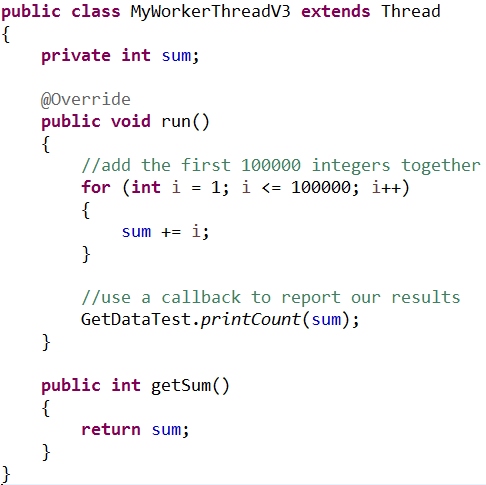 public class MyWorkerThreadV3 extends Thread
{
    private int sum;

    @Override
    public void run()
    {
        //add the first 100000 integers together
        for (int i = 1; i <= 100000; i++)
        {
            sum += i;
        }

        //use a callback to report our results
        GetDataTest.printCount(sum);
    }

    public int getSum()
    {
        return sum;
    }
}